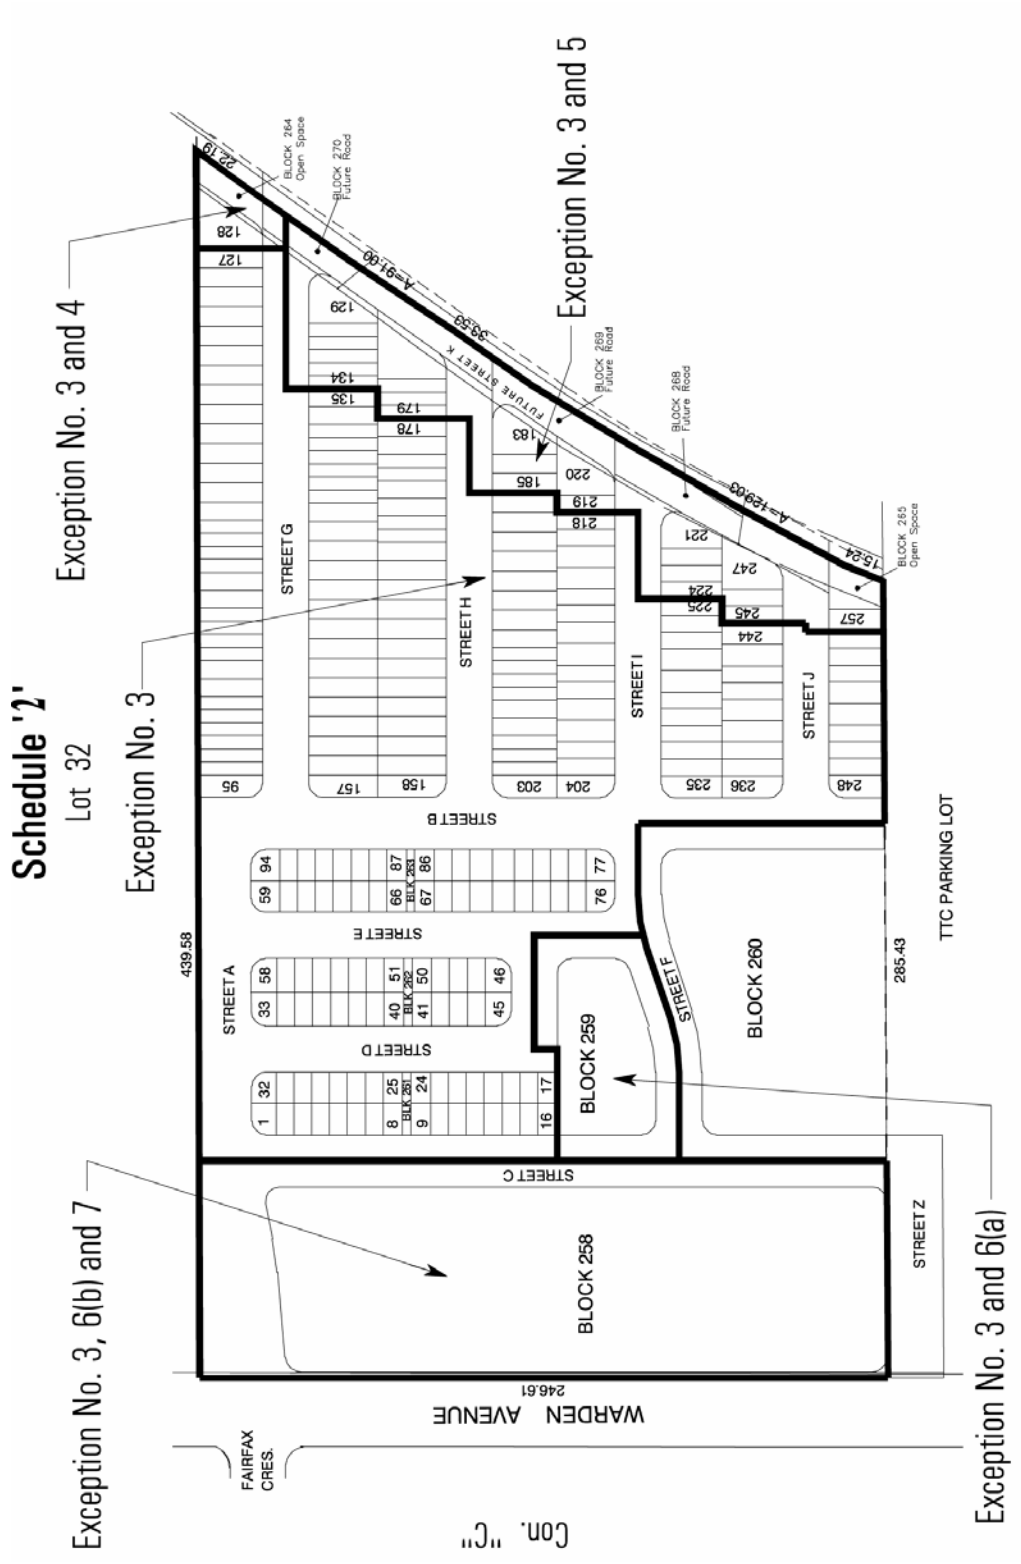 Schedule '2'
Lot 32
Exception No. 3 and 4
Exception No. 3 and 5
Exception No. 3
Exception No. 3, 6(b) and 7
Exception No. 3 and 6(a)
BLOCK 264
Open Space
BLOCK 270
Future Road
BLOCK 269
Future Road
BLOCK 268
Future Road
BLOCK 265
Open Space
22.19
A=91.00
33.53
A=129.03
15.24
FUTURE STREET K
128
127
95
STREET G
129
134
135
157
179
178
158
STREET H
183
185
203
220
219
218
204
STREET I
221
224
225
235
247
245
244
236
STREET J
257
248
STREET B
439.58
STREET A
94
87
BLK 263
86
77
59
66
67
76
STREET E
58
51
BLK 262
50
46
33
40
41
45
STREET D
32
25
BLK 261
24
17
1
8
9
16
BLOCK 259
STREET F
BLOCK 260
285.43
TTC PARKING LOT
STREET C
BLOCK 258
STREET Z
246.61
WARDEN AVENUE
FAIRFAX
CRES.
Con. "C"